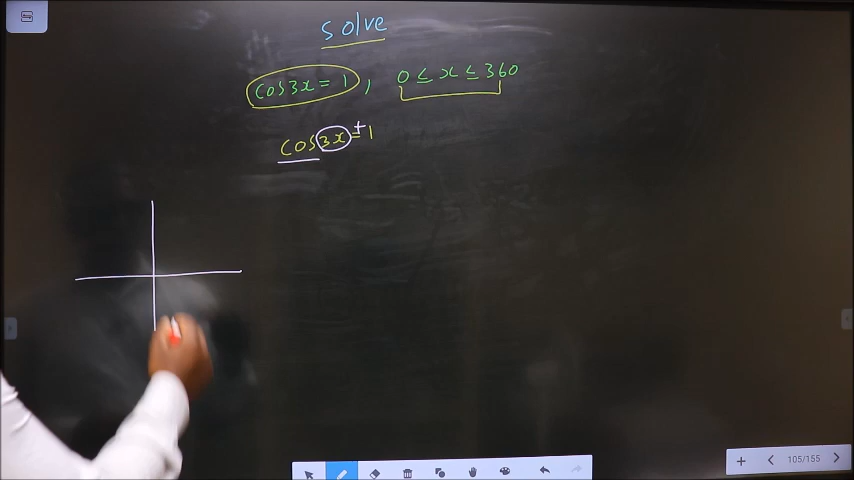 solve
cos3x = 1 , 0 ≤ x ≤ 360
cos3x = + 1
105/155